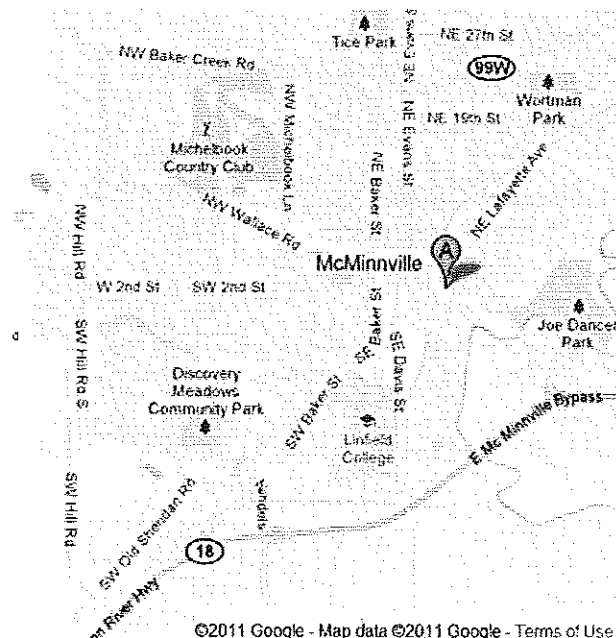 Tice Park
NE 27th St
NW Baker Creek Rd
99W
NE Evans St
Wortman
Park
NE 19th St
NW Michelbook Ln
Michelbook
Country Club
NE Baker St
NE Lafayette Ave
NW Wallace Rd
NW Hill Rd
McMinnville
A
W 2nd St
SW 2nd St
SE Baker St
Joe Dancer
Park
SW Hill Rd S
SE Davis St
d
Discovery
Meadows
Community Park
SW Baker St
E Mc Minnville Bypass
Linfield
College
SW Hill Rd
SW Old Sheridan Rd
18
on River Hwy
©2011 Google - Map data ©2011 Google - Terms of Use